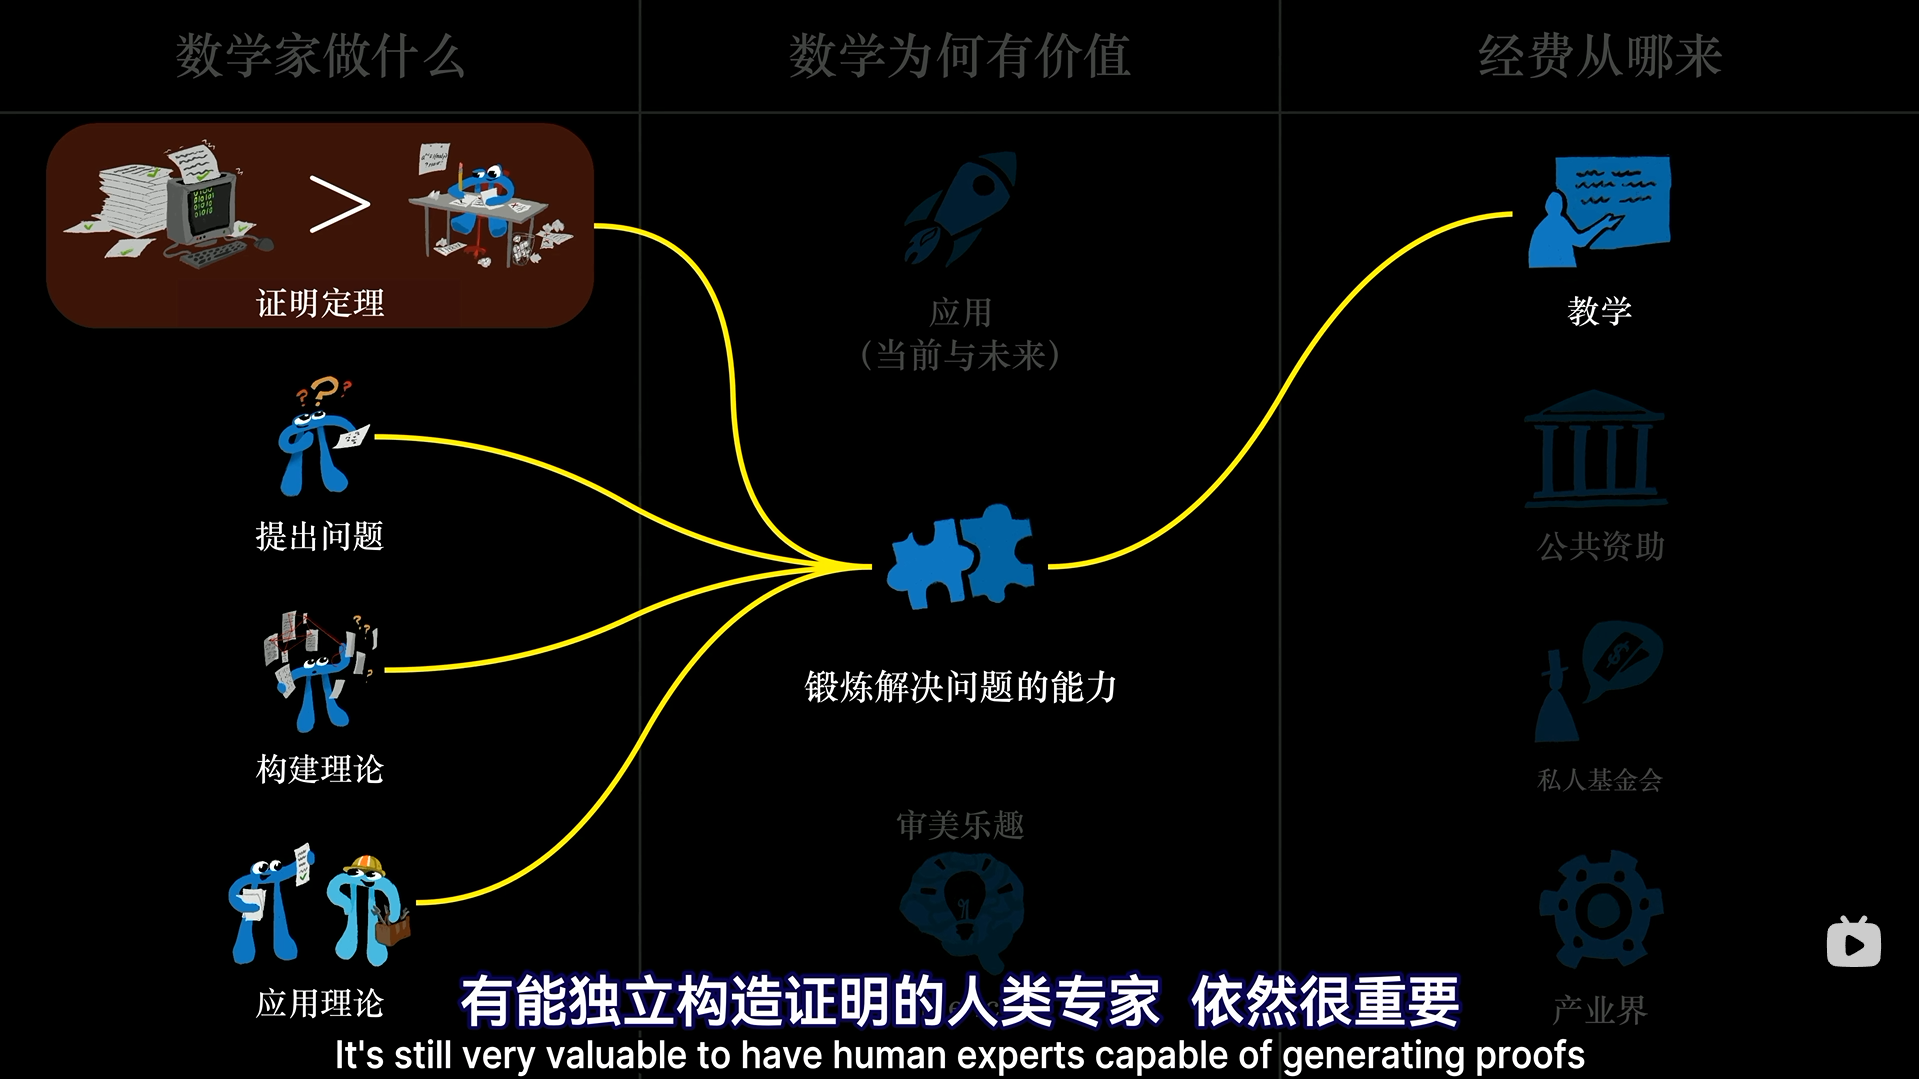 数学家做什么
数学为何有价值
经费从哪来
证明定理
提出问题
构建理论
应用理论
应用
（当前与未来）
锻炼解决问题的能力
审美乐趣
教学
公共资助
私人基金会
产业界
有能独立构造证明的人类专家 依然很重要
It's still very valuable to have human experts capable of generating proofs